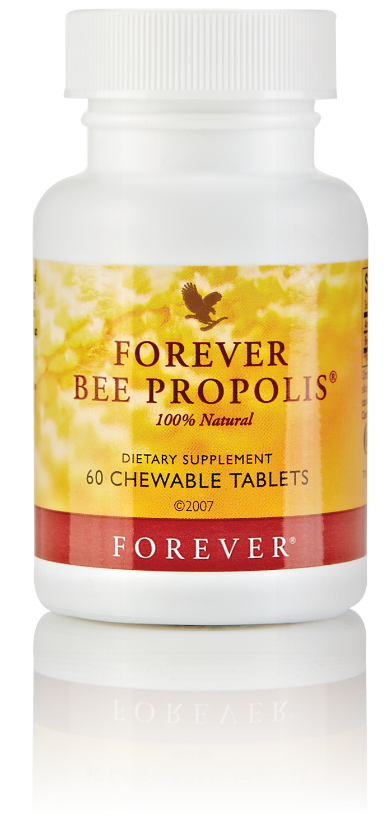 FOREVER
BEE PROPOLIS®
100% Natural
DIETARY SUPPLEMENT
60 CHEWABLE TABLETS
©2007
FOREVER®